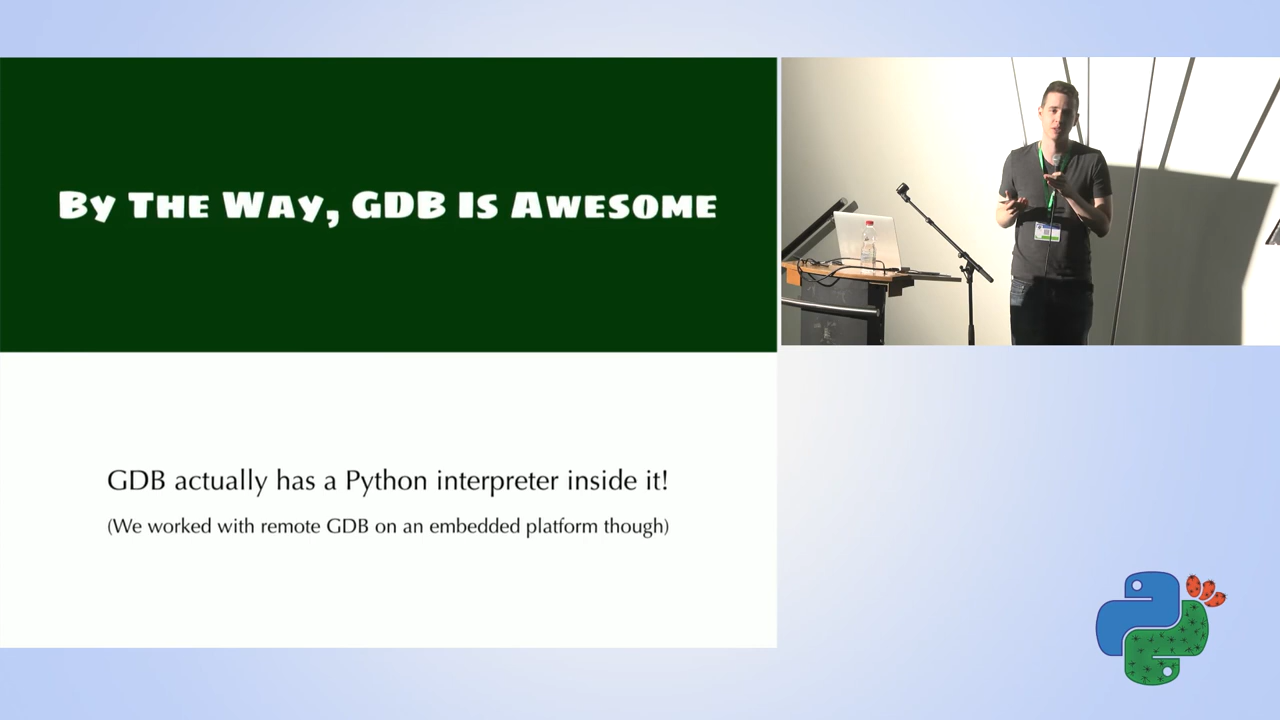 By The Way, GDB Is Awesome
GDB actually has a Python interpreter inside it!
(We worked with remote GDB on an embedded platform though)